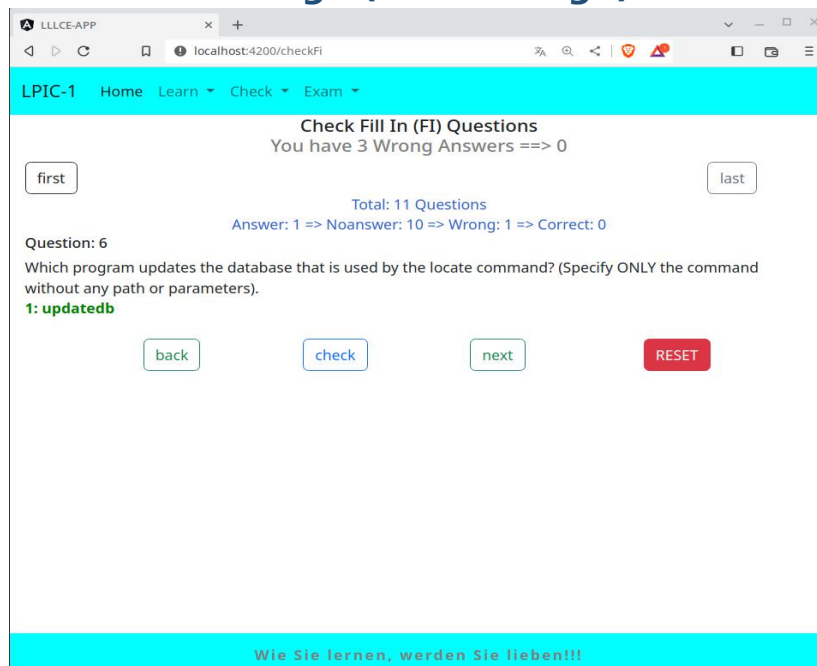 LLLCE-APP
localhost:4200/checkFi
LPIC-1 Home Learn Check Exam
Check Fill In (FI) Questions
You have 3 Wrong Answers ==> 0
first last
Total: 11 Questions
Answer: 1 => Noanswer: 10 => Wrong: 1 => Correct: 0
Question: 6
Which program updates the database that is used by the locate command? (Specify ONLY the command
without any path or parameters).
1: updatedb
back check next RESET
Wie Sie lernen, werden Sie lieben!!!